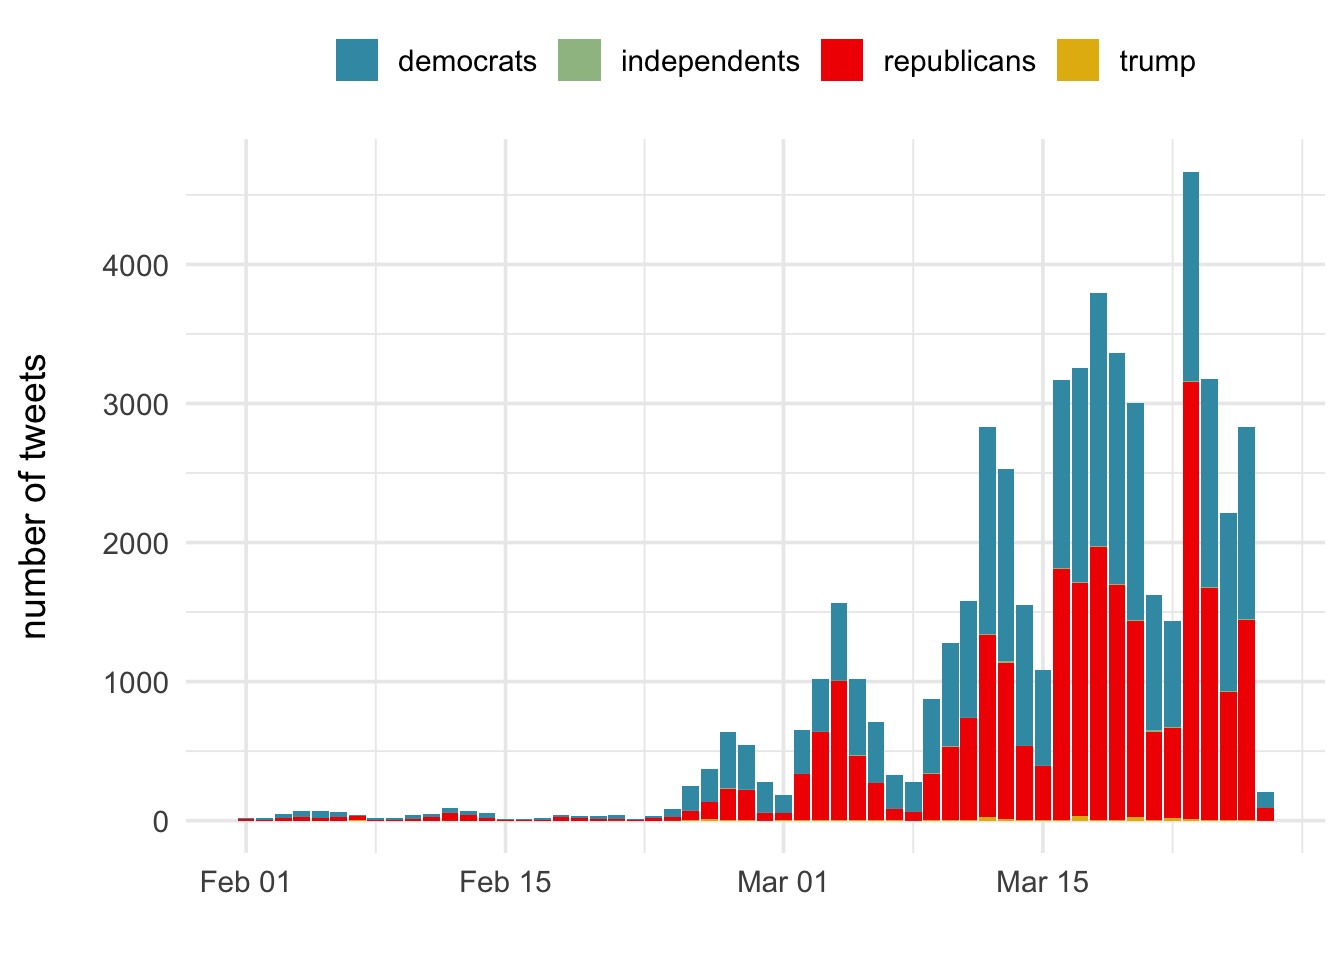 democrats independents republicans trump
number of tweets
4000
3000
2000
1000
0
Feb 01 Feb 15 Mar 01 Mar 15